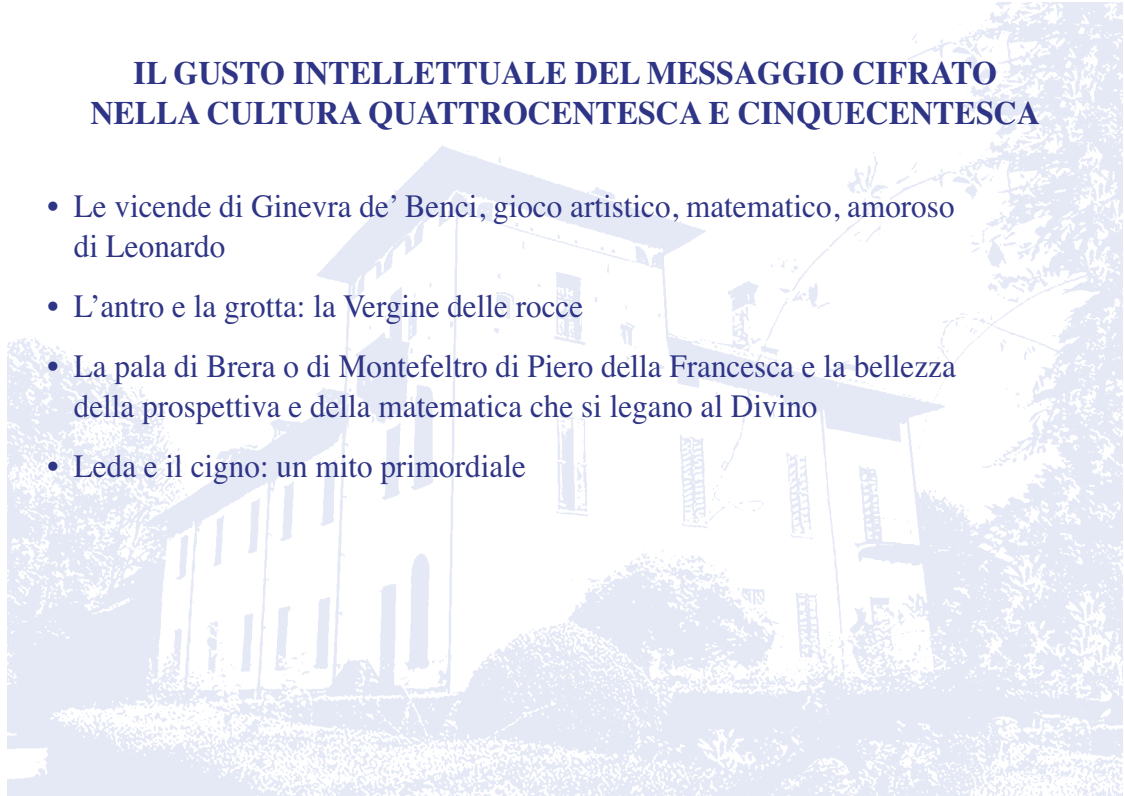 IL GUSTO INTELLETTUALE DEL MESSAGGIO CIFRATO
NELLA CULTURA QUATTROCENTESCA E CINQUECENTESCA
• Le vicende di Ginevra de’ Benci, gioco artistico, matematico, amoroso
di Leonardo
• L’antro e la grotta: la Vergine delle rocce
• La pala di Brera o di Montefeltro di Piero della Francesca e la bellezza
della prospettiva e della matematica che si legano al Divino
• Leda e il cigno: un mito primordiale